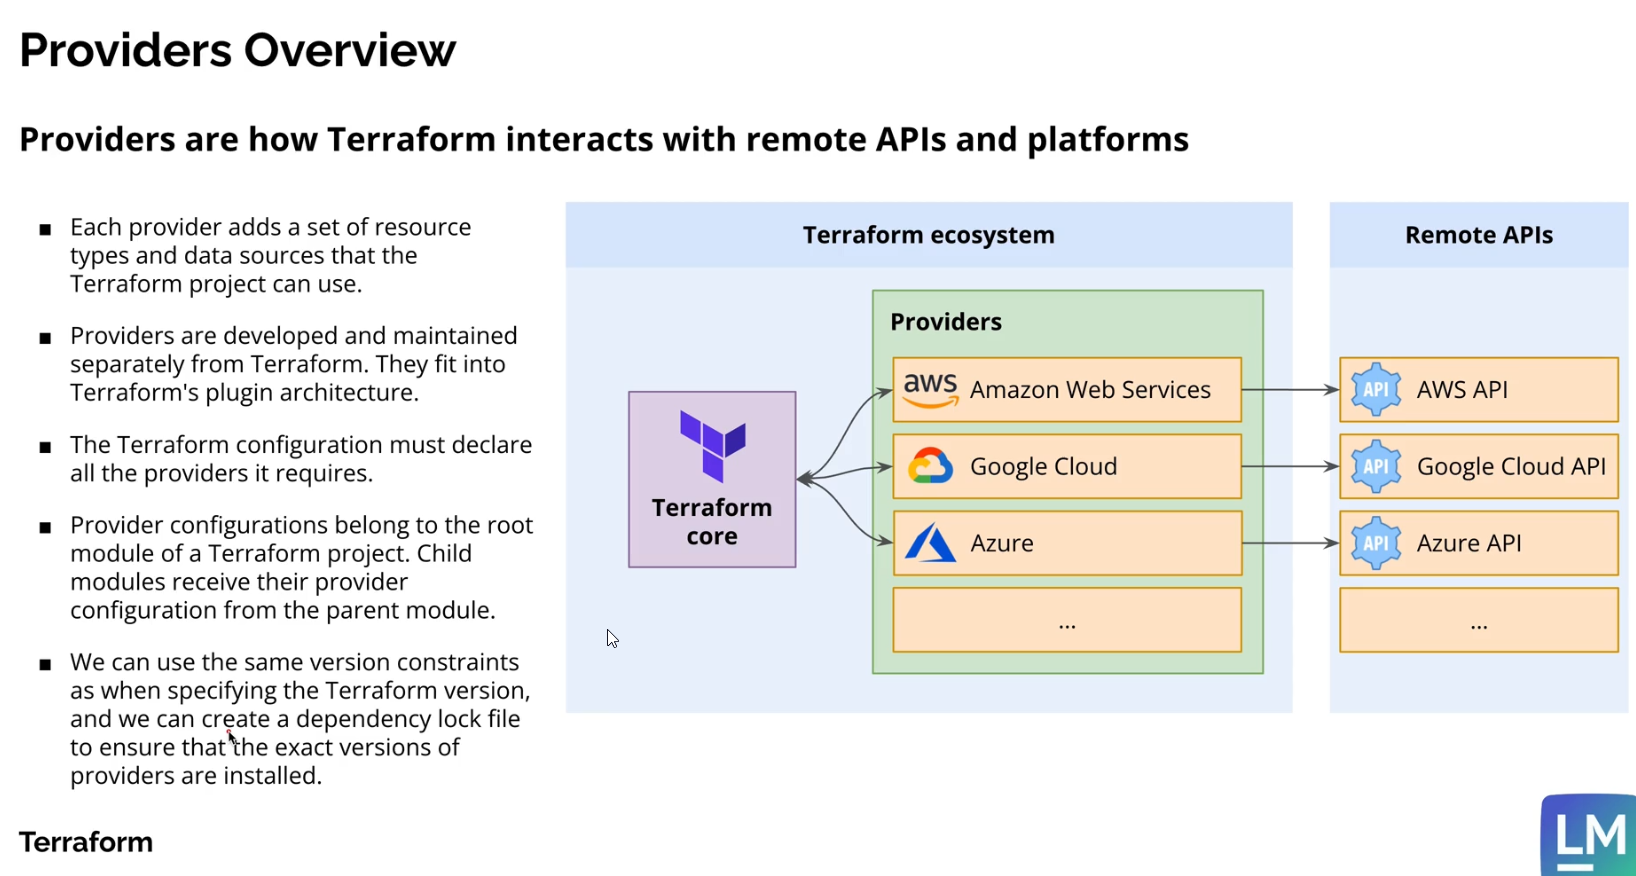 Providers Overview
Providers are how Terraform interacts with remote APIs and platforms
■ Each provider adds a set of resource
types and data sources that the
Terraform project can use.
■ Providers are developed and maintained
separately from Terraform. They fit into
Terraform's plugin architecture.
■ The Terraform configuration must declare
all the providers it requires.
■ Provider configurations belong to the root
module of a Terraform project. Child
modules receive their provider
configuration from the parent module.
■ We can use the same version constraints
as when specifying the Terraform version,
and we can create a dependency lock file
to ensure that the exact versions of
providers are installed.
Terraform ecosystem
Terraform
core
Providers
aws Amazon Web Services
Google Cloud
Azure
...
Remote APIs
API AWS API
API Google Cloud API
API Azure API
...
Terraform
LM